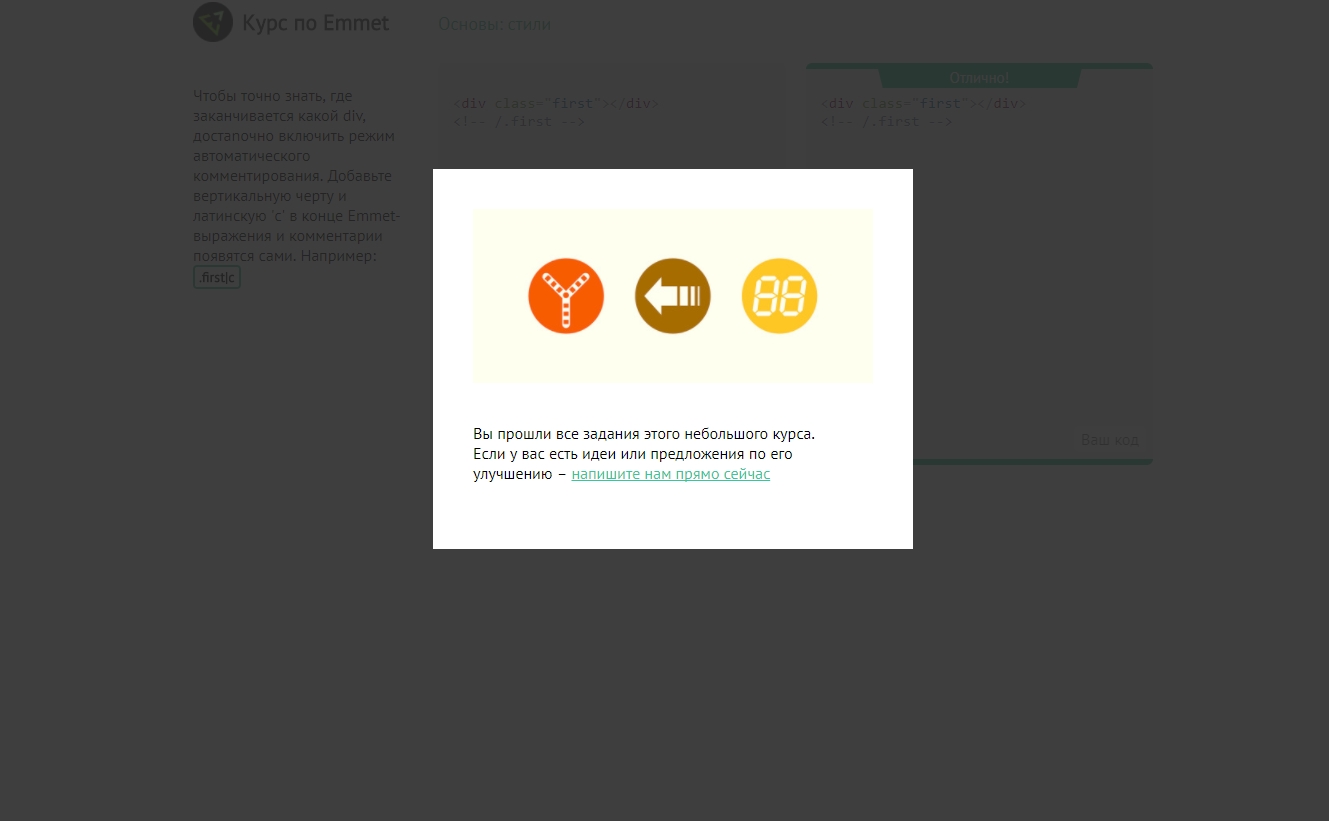 Курс по Emmet
Основы: стили
Чтобы точно знать, где
заканчивается какой div,
достаточно включить режим
автоматического
комментирования. Добавьте
вертикальную черту и
латинскую `c` в конце Emmet-
выражения и комментарии
появятся сами. Например:
.first|c
<div class="first"></div>
<!-- /.first -->
Отлично!
<div class="first"></div>
<!-- /.first -->
Ваш код
88
Вы прошли все задания этого небольшого курса.
Если у вас есть идеи или предложения по его
улучшению – напишите нам прямо сейчас